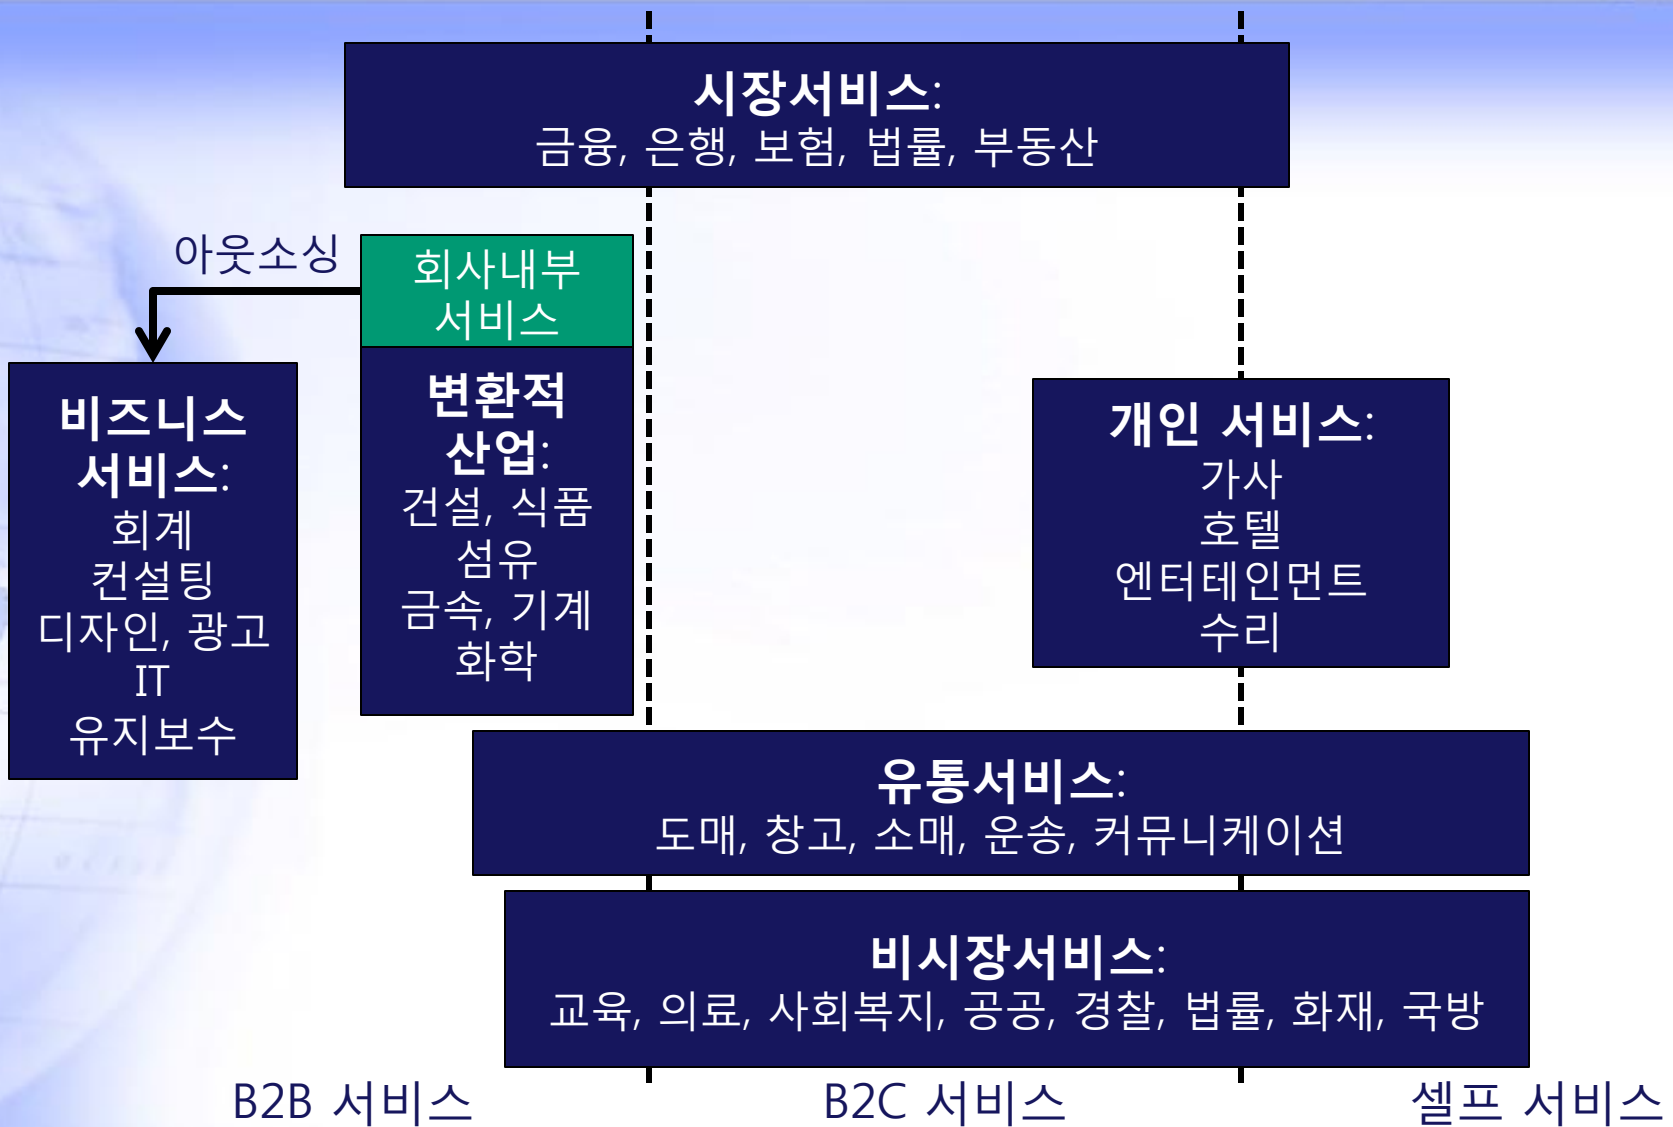 시장서비스:
금융, 은행, 보험, 법률, 부동산
아웃소싱
회사내부
서비스
비즈니스
서비스:
회계
컨설팅
디자인, 광고
IT
유지보수
변환적
산업:
건설, 식품
섬유
금속, 기계
화학
개인 서비스:
가사
호텔
엔터테인먼트
수리
유통서비스:
도매, 창고, 소매, 운송, 커뮤니케이션
비시장서비스:
교육, 의료, 사회복지, 공공, 경찰, 법률, 화재, 국방
B2B 서비스
B2C 서비스
셀프 서비스